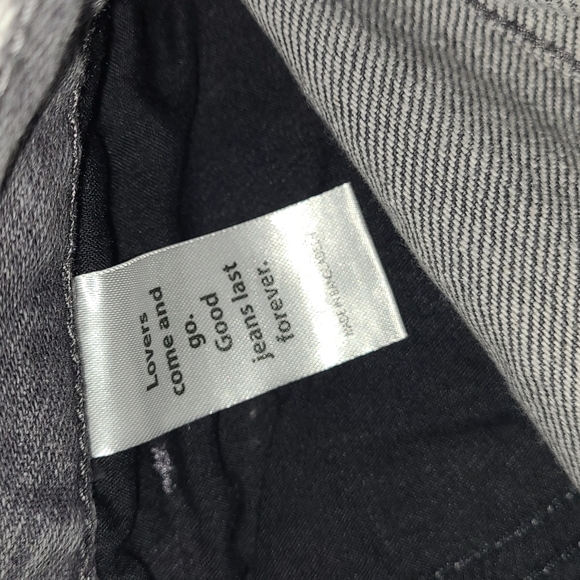 Lovers
come and
go.
Good
jeans last
forever.